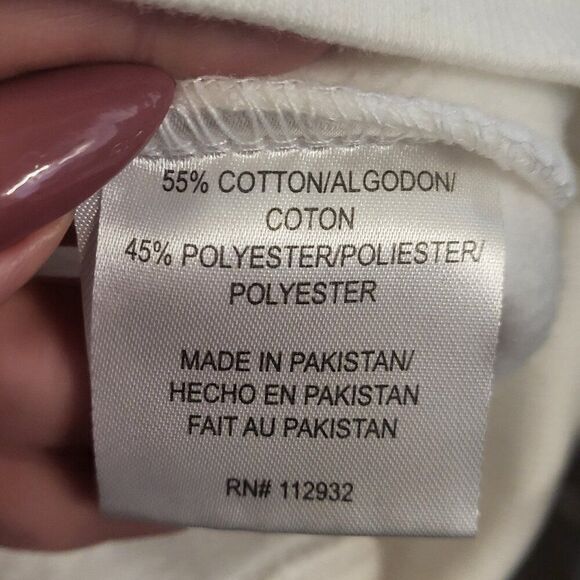 55% COTTON/ALGODON/
COTON
45% POLYESTER/POLIESTER/
POLYESTER
MADE IN PAKISTAN/
HECHO EN PAKISTAN
FAIT AU PAKISTAN
RN# 112932